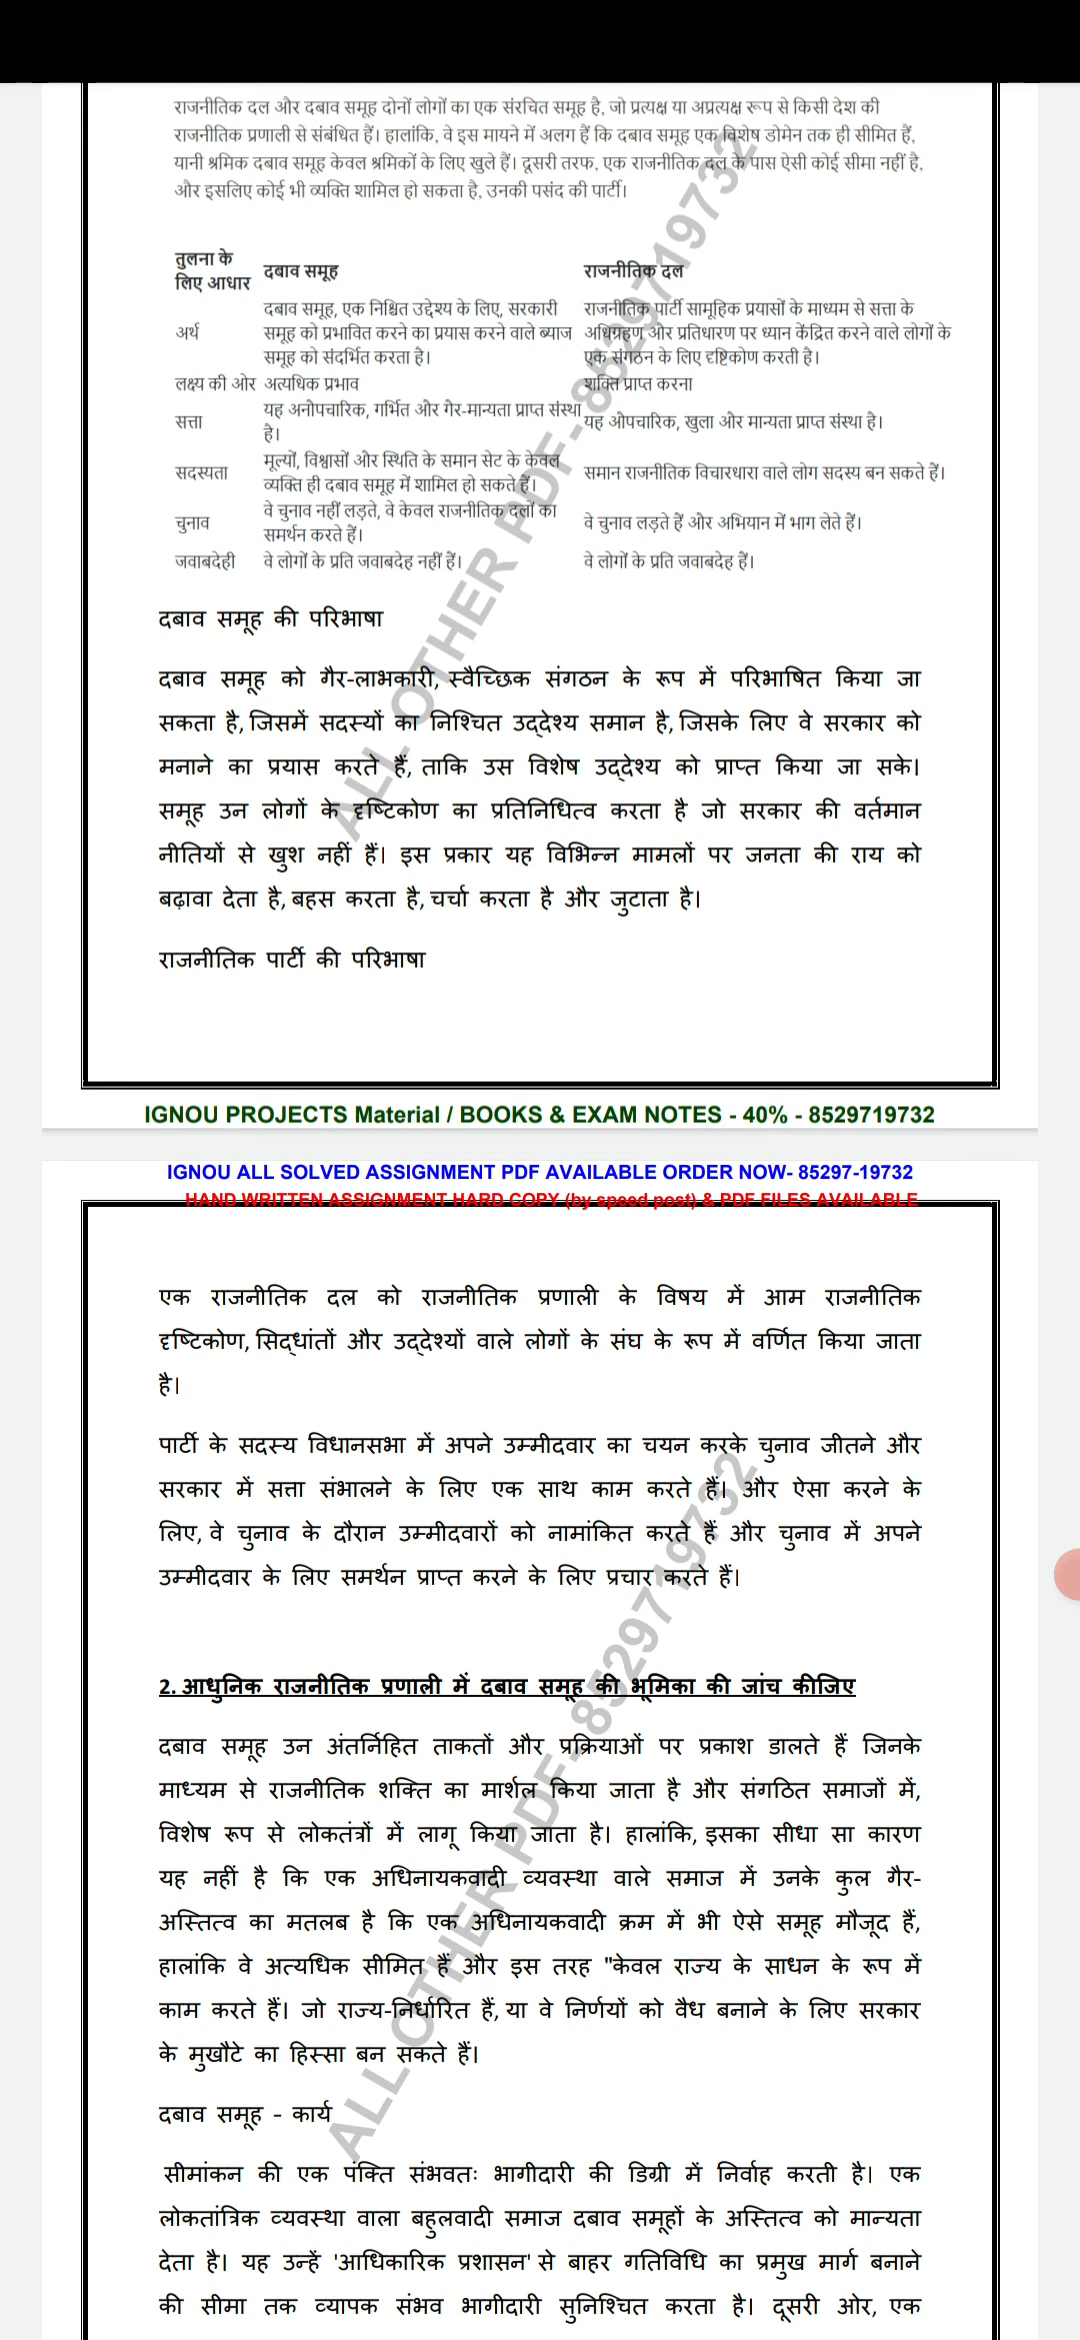 राजनीतिक दल और दबाव समूह दोनों लोगों का एक संरचित समूह है, जो प्रत्यक्ष या अप्रत्यक्ष रूप से किसी देश की
राजनीतिक प्रणाली से संबंधित हैं। हालांकि, वे इस मायने में अलग हैं कि दबाव समूह एक विशेष डोमेन तक ही सीमित हैं,
यानी श्रमिक दबाव समूह केवल श्रमिकों के लिए खुले हैं। दूसरी तरफ, एक राजनीतिक दल के पास ऐसी कोई सीमा नहीं है,
और इसलिए कोई भी व्यक्ति शामिल हो सकता है, उनकी पसंद की पार्टी।
तुलना के लिए आधार दबाव समूह राजनीतिक दल
अर्थ दबाव समूह, एक निश्चित उद्देश्य के लिए, सरकारी समूह को प्रभावित करने का प्रयास करने वाले ब्याज समूह को संदर्भित करता है। राजनीतिक पार्टी सामूहिक प्रयासों के माध्यम से सत्ता के अधिग्रहण और प्रतिधारण पर ध्यान केंद्रित करने वाले लोगों के एक संगठन के लिए दृष्टिकोण करती है।
लक्ष्य की ओर अत्यधिक प्रभाव शक्ति प्राप्त करना
सत्ता यह अनौपचारिक, गर्भित और गैर-मान्यता प्राप्त संस्था है। यह औपचारिक, खुला और मान्यता प्राप्त संस्था है।
सदस्यता मूल्यों, विश्वासों और स्थिति के समान सेट के केवल व्यक्ति ही दबाव समूह में शामिल हो सकते हैं। समान राजनीतिक विचारधारा वाले लोग सदस्य बन सकते हैं।
चुनाव वे चुनाव नहीं लड़ते, वे केवल राजनीतिक दलों का समर्थन करते हैं। वे चुनाव लड़ते हैं और अभियान में भाग लेते हैं।
जवाबदेही वे लोगों के प्रति जवाबदेह नहीं हैं। वे लोगों के प्रति जवाबदेह हैं।
दबाव समूह की परिभाषा
दबाव समूह को गैर-लाभकारी, स्वैच्छिक संगठन के रूप में परिभाषित किया जा
सकता है, जिसमें सदस्यों का निश्चित उद्देश्य समान है, जिसके लिए वे सरकार को
मनाने का प्रयास करते हैं, ताकि उस विशेष उद्देश्य को प्राप्त किया जा सके।
समूह उन लोगों के दृष्टिकोण का प्रतिनिधित्व करता है जो सरकार की वर्तमान
नीतियों से खुश नहीं हैं। इस प्रकार यह विभिन्न मामलों पर जनता की राय को
बढ़ावा देता है, बहस करता है, चर्चा करता है और जुटाता है।
राजनीतिक पार्टी की परिभाषा
ALL OTHER PDF- 8529719732
IGNOU PROJECTS Material / BOOKS & EXAM NOTES - 40% - 8529719732
IGNOU ALL SOLVED ASSIGNMENT PDF AVAILABLE ORDER NOW- 85297-19732
HAND WRITTEN ASSIGNMENT HARD COPY (by speed post) & PDF FILES AVAILABLE
एक राजनीतिक दल को राजनीतिक प्रणाली के विषय में आम राजनीतिक
दृष्टिकोण, सिद्धांतों और उद्देश्यों वाले लोगों के संघ के रूप में वर्णित किया जाता
है।
पार्टी के सदस्य विधानसभा में अपने उम्मीदवार का चयन करके चुनाव जीतने और
सरकार में सत्ता संभालने के लिए एक साथ काम करते हैं। और ऐसा करने के
लिए, वे चुनाव के दौरान उम्मीदवारों को नामांकित करते हैं और चुनाव में अपने
उम्मीदवार के लिए समर्थन प्राप्त करने के लिए प्रचार करते हैं।
2. आधुनिक राजनीतिक प्रणाली में दबाव समूह की भूमिका की जांच कीजिए
दबाव समूह उन अंतर्निहित ताकतों और प्रक्रियाओं पर प्रकाश डालते हैं जिनके
माध्यम से राजनीतिक शक्ति का मार्शल किया जाता है और संगठित समाजों में,
विशेष रूप से लोकतंत्रों में लागू किया जाता है। हालांकि, इसका सीधा सा कारण
यह नहीं है कि एक अधिनायकवादी व्यवस्था वाले समाज में उनके कुल गैर-
अस्तित्व का मतलब है कि एक अधिनायकवादी क्रम में भी ऐसे समूह मौजूद हैं,
हालांकि वे अत्यधिक सीमित हैं और इस तरह "केवल राज्य के साधन के रूप में
काम करते हैं। जो राज्य-निर्धारित हैं, या वे निर्णयों को वैध बनाने के लिए सरकार
के मुखौटे का हिस्सा बन सकते हैं।
दबाव समूह - कार्य
सीमांकन की एक पंक्ति संभवतः भागीदारी की डिग्री में निर्वाह करती है। एक
लोकतांत्रिक व्यवस्था वाला बहुलवादी समाज दबाव समूहों के अस्तित्व को मान्यता
देता है। यह उन्हें 'आधिकारिक प्रशासन' से बाहर गतिविधि का प्रमुख मार्ग बनाने
की सीमा तक व्यापक संभव भागीदारी सुनिश्चित करता है। दूसरी ओर, एक
ALL OTHER PDF- 8529719732